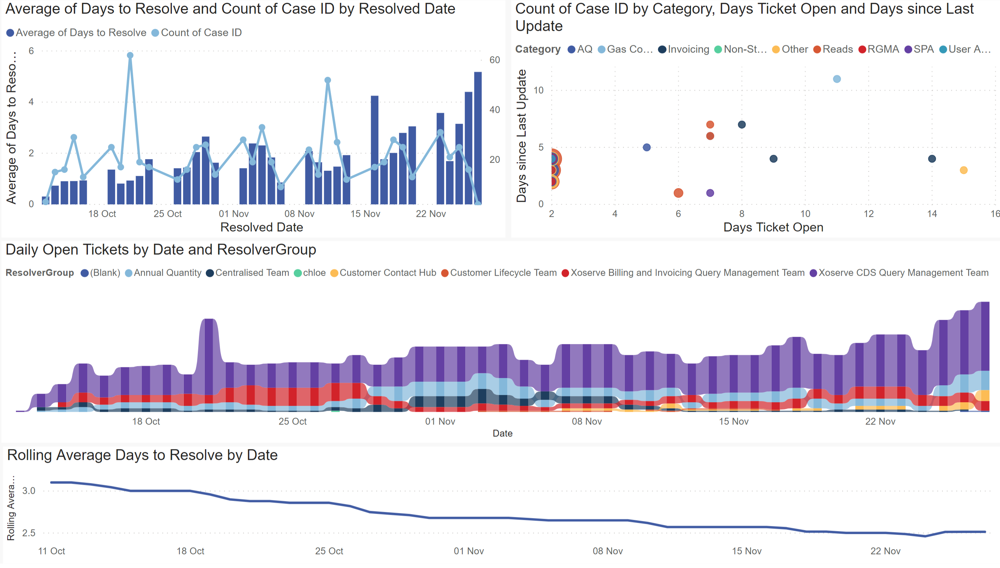 Average of Days to Resolve and Count of Case ID by Resolved Date
Average of Days to Resolve Count of Case ID
Average of Days to Reso…
6
4
2
0
60
40
20
18 Oct 25 Oct 01 Nov 08 Nov 15 Nov 22 Nov
Resolved Date
Count of Case ID by Category, Days Ticket Open and Days since Last
Update
Category AQ Gas Co… Invoicing Non-St… Other Reads RGMA SPA User A…
Days since Last Update
10
5
0
2 4 6 8 10 12 14 16
Days Ticket Open
Daily Open Tickets by Date and ResolverGroup
ResolverGroup (Blank) Annual Quantity Centralised Team chloe Customer Contact Hub Customer Lifecycle Team Xoserve Billing and Invoicing Query Management Team Xoserve CDS Query Management Team
18 Oct 25 Oct 01 Nov 08 Nov 15 Nov 22 Nov
Date
Rolling Average Days to Resolve by Date
Rolling Avera…
3.0
2.5
11 Oct 18 Oct 25 Oct 01 Nov 08 Nov 15 Nov 22 Nov